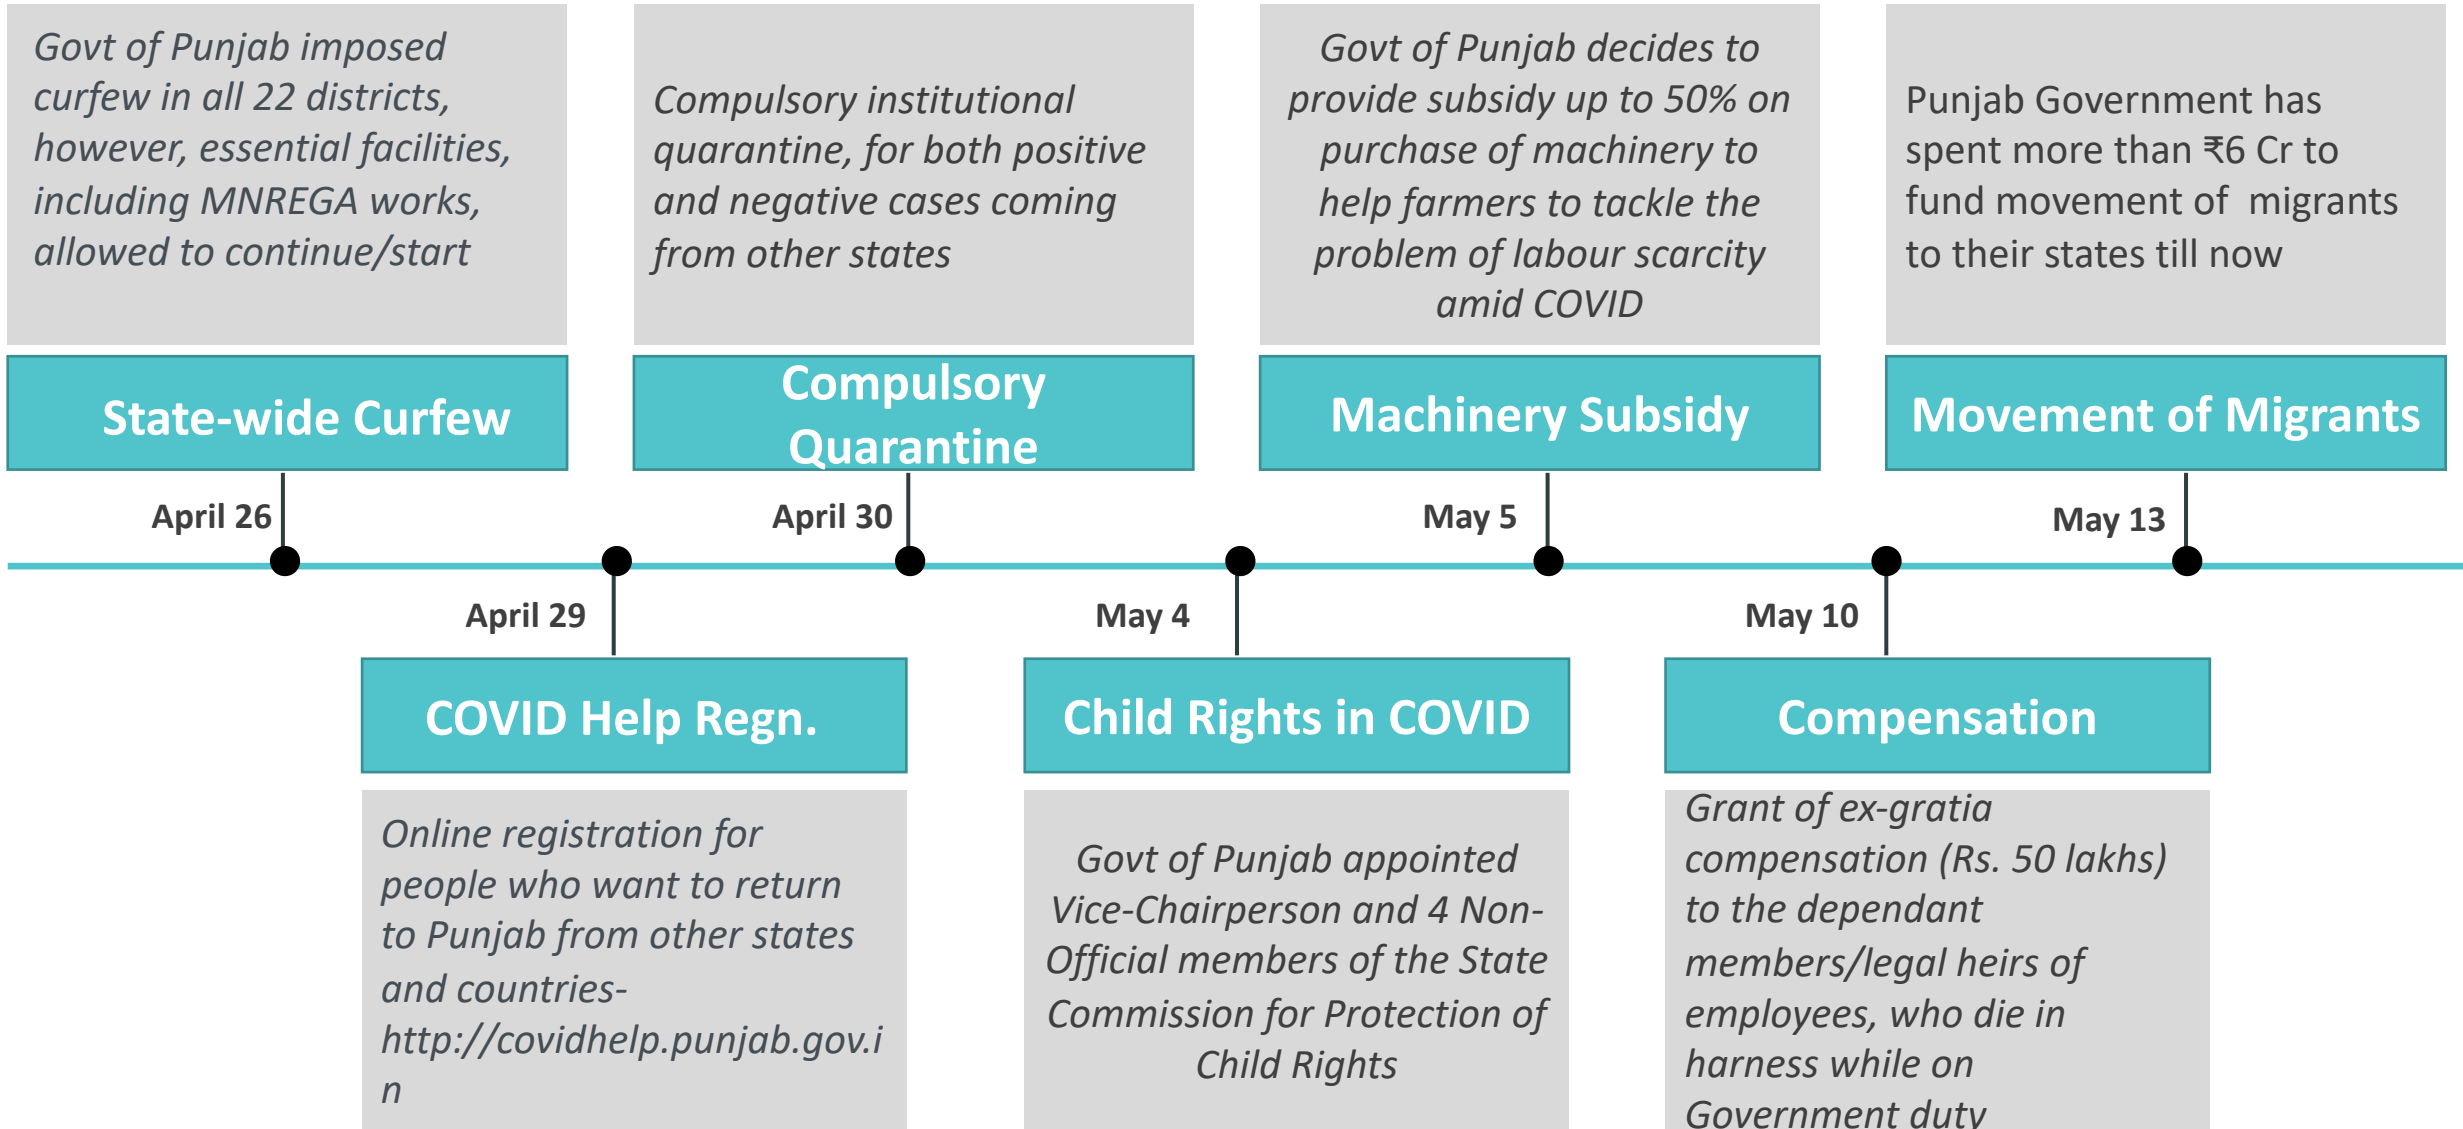 Govt of Punjab imposed
curfew in all 22 districts,
however, essential facilities,
including MNREGA works,
allowed to continue/start
State-wide Curfew
April 26
Compulsory institutional
quarantine, for both positive
and negative cases coming
from other states
Compulsory
Quarantine
April 30
Govt of Punjab decides to
provide subsidy up to 50% on
purchase of machinery to
help farmers to tackle the
problem of labour scarcity
amid COVID
Machinery Subsidy
May 5
Punjab Government has
spent more than ₹6 Cr to
fund movement of migrants
to their states till now
Movement of Migrants
May 13
April 29
COVID Help Regn.
Online registration for
people who want to return
to Punjab from other states
and countries-
http://covidhelp.punjab.gov.i
n
May 4
Child Rights in COVID
Govt of Punjab appointed
Vice-Chairperson and 4 Non-
Official members of the State
Commission for Protection of
Child Rights
May 10
Compensation
Grant of ex-gratia
compensation (Rs. 50 lakhs)
to the dependant
members/legal heirs of
employees, who die in
harness while on
Government duty